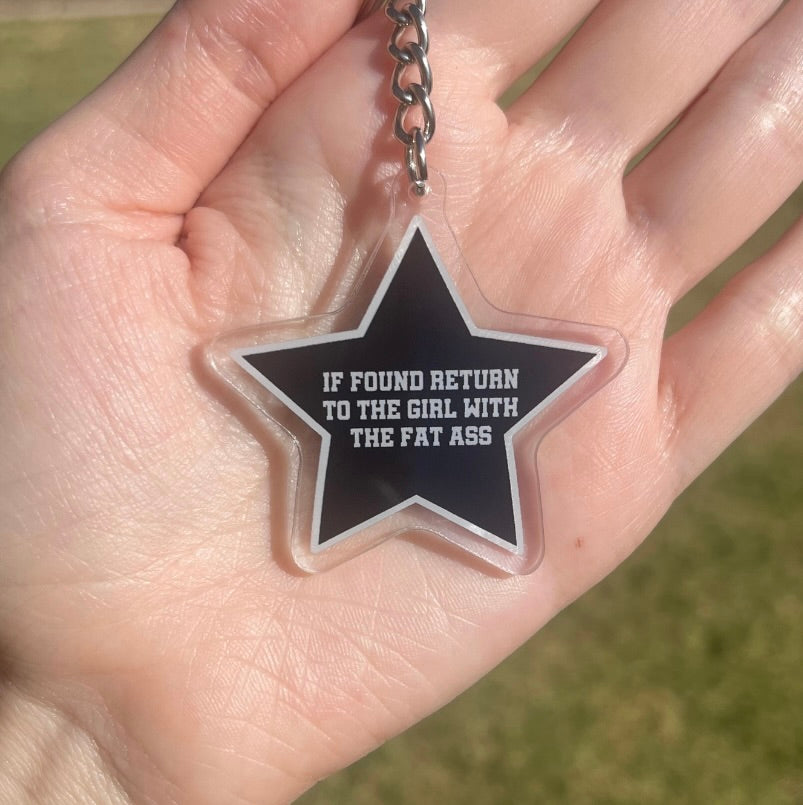 IF FOUND RETURN
TO THE GIRL WITH
THE FAT ASS